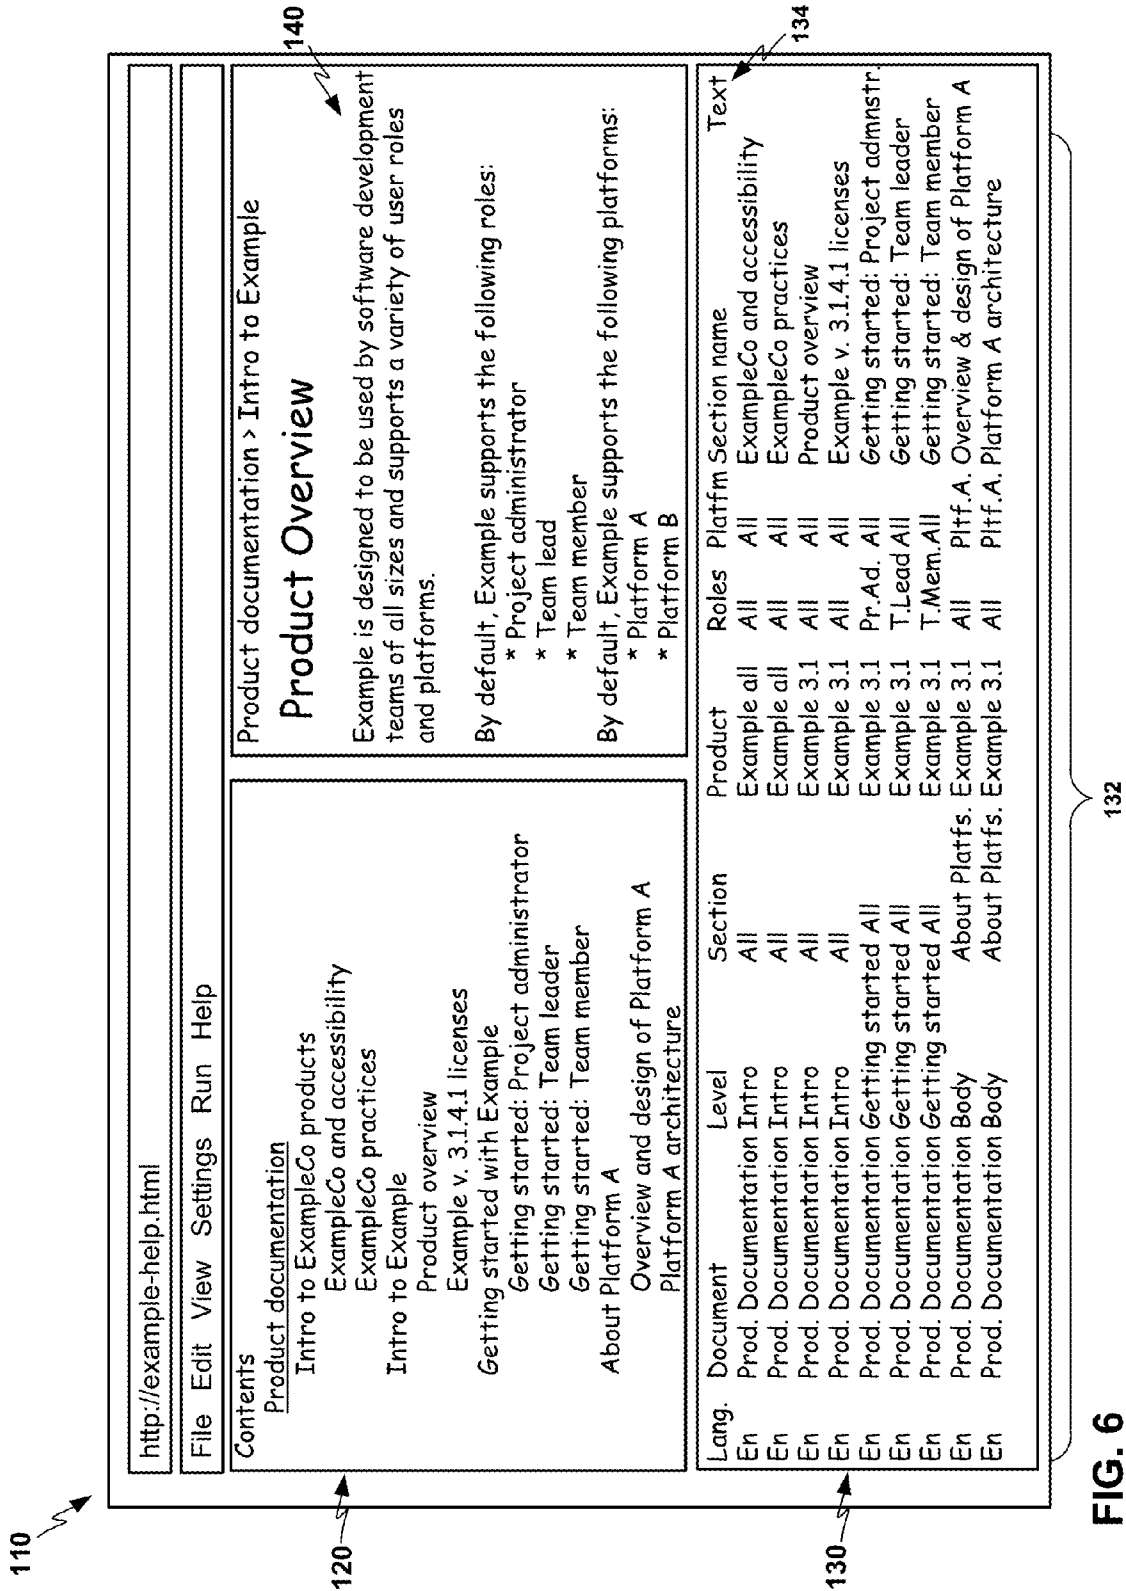 110
http://example-help.html
File Edit View Settings Run Help
120
Contents
Product documentation
Intro to ExampleCo products
ExampleCo and accessibility
ExampleCo practices
Intro to Example
Product overview
Example v. 3.1.4.1 licenses
Getting started with Example
Getting started: Project administrator
Getting started: Team leader
Getting started: Team member
About Platform A
Overview and design of Platform A
Platform A architecture
140
Product documentation > Intro to Example
Product Overview
Example is designed to be used by software development
teams of all sizes and supports a variety of user roles
and platforms.
By default, Example supports the following roles:
* Project administrator
* Team lead
* Team member
By default, Example supports the following platforms:
* Platform A
* Platform B
130
134
Lang. Document Level Section Product Roles Platfm Section name Text
En Prod. Documentation Intro All Example all All All ExampleCo and accessibility
En Prod. Documentation Intro All Example all All All ExampleCo practices
En Prod. Documentation Intro All Example 3.1 All All Product overview
En Prod. Documentation Intro All Example 3.1 All All Example v. 3.1.4.1 licenses
En Prod. Documentation Getting started All Example 3.1 Pr.Ad. All Getting started: Project admnstr.
En Prod. Documentation Getting started All Example 3.1 T.Lead All Getting started: Team leader
En Prod. Documentation Getting started All Example 3.1 T.Mem. All Getting started: Team member
En Prod. Documentation Body About Platfs. Example 3.1 All Pltf.A. Overview & design of Platform A
En Prod. Documentation Body About Platfs. Example 3.1 All Pltf.A. Platform A architecture
132
FIG. 6